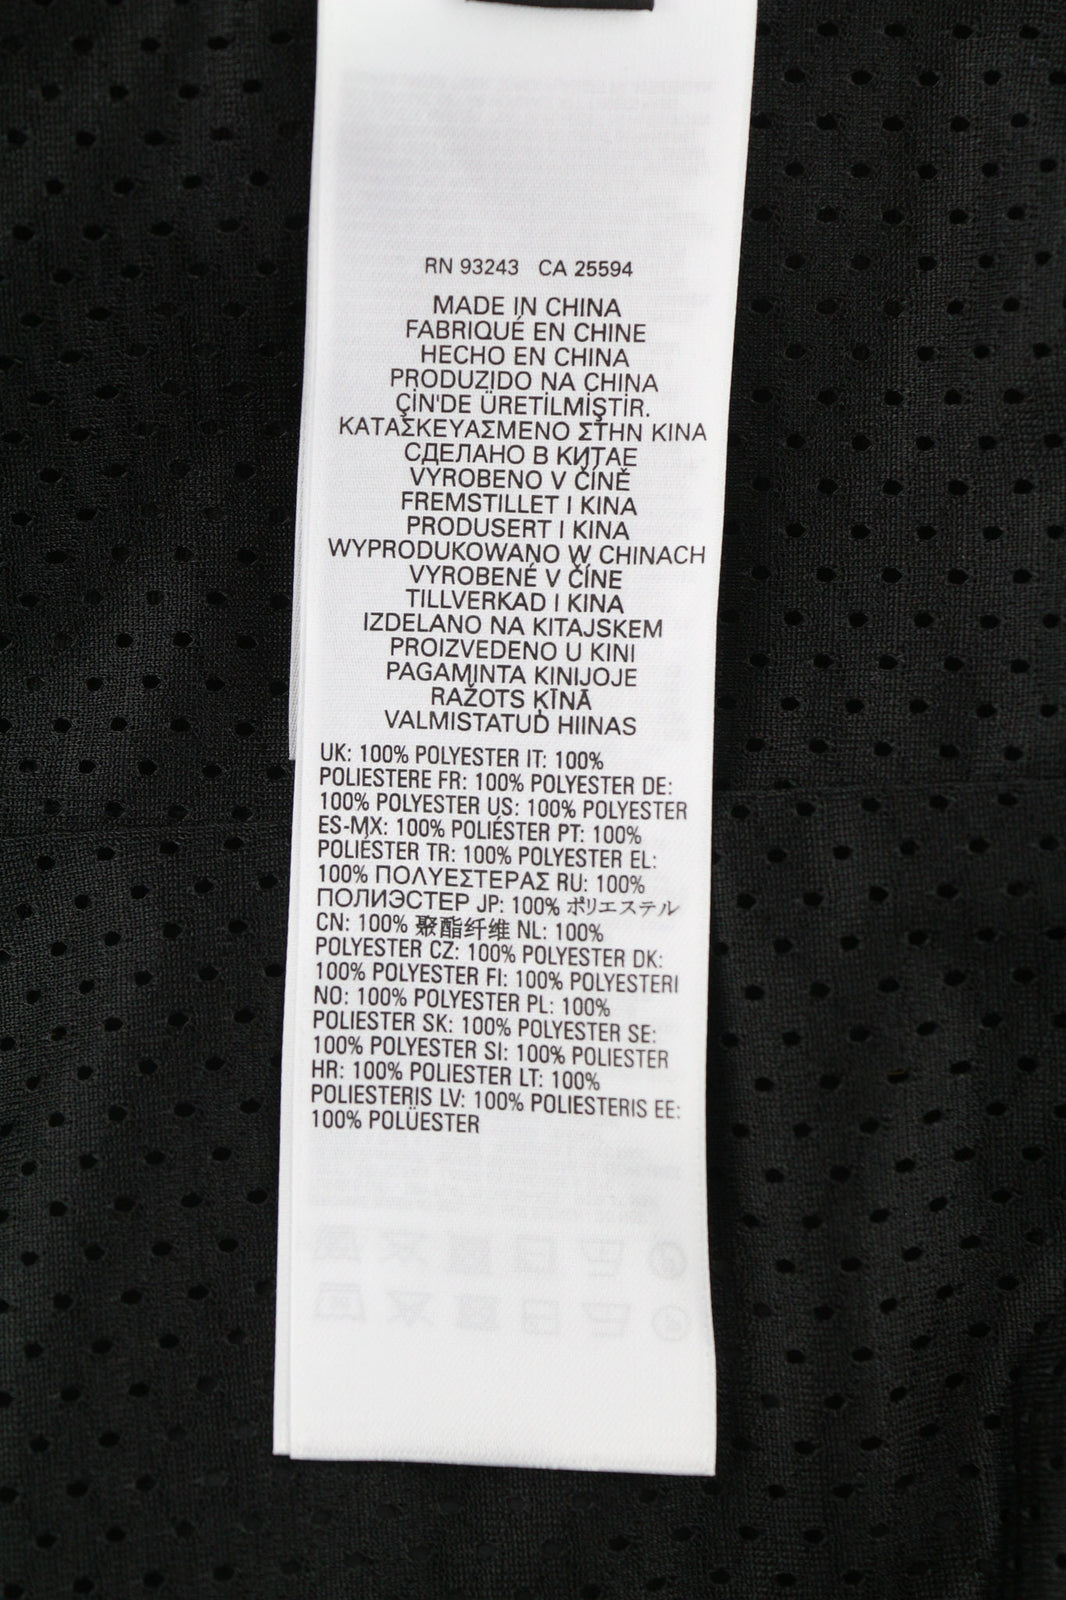 RN 93243 CA 25594
MADE IN CHINA
FABRIQUÉ EN CHINE
HECHO EN CHINA
PRODUZIDO NA CHINA
ÇİN'DE ÜRETİLMİŞTİR.
ΚΑΤΑΣΚΕΥΑΣΜΕΝΟ ΣΤΗΝ ΚΙΝΑ
СДЕЛАНО В КИТАЕ
VYROBENO V ČÍNĚ
FREMSTILLET I KINA
PRODUSERT I KINA
WYPRODUKOWANO W CHINACH
VYROBENÉ V ČÍNE
TILLVERKAD I KINA
IZDELANO NA KITAJSKEM
PROIZVEDENO U KINI
PAGAMINTA KINIJOJE
RAŽOTS ĶĪNĀ
VALMISTATUD HIINAS
UK: 100% POLYESTER IT: 100%
POLIESTERE FR: 100% POLYESTER DE:
100% POLYESTER US: 100% POLYESTER
ES-MX: 100% POLIÉSTER PT: 100%
POLIÉSTER TR: 100% POLYESTER EL:
100% ΠΟΛΥΕΣΤΕΡΑΣ RU: 100%
ПОЛИЭСТЕР JP: 100% ポリエステル
CN: 100% 聚酯纤维 NL: 100%
POLYESTER CZ: 100% POLYESTER DK:
100% POLYESTER FI: 100% POLYESTERI
NO: 100% POLYESTER PL: 100%
POLIESTER SK: 100% POLYESTER SE:
100% POLYESTER SI: 100% POLIESTER
HR: 100% POLIESTER LT: 100%
POLIESTERIS LV: 100% POLIESTERIS EE:
100% POLÜESTER